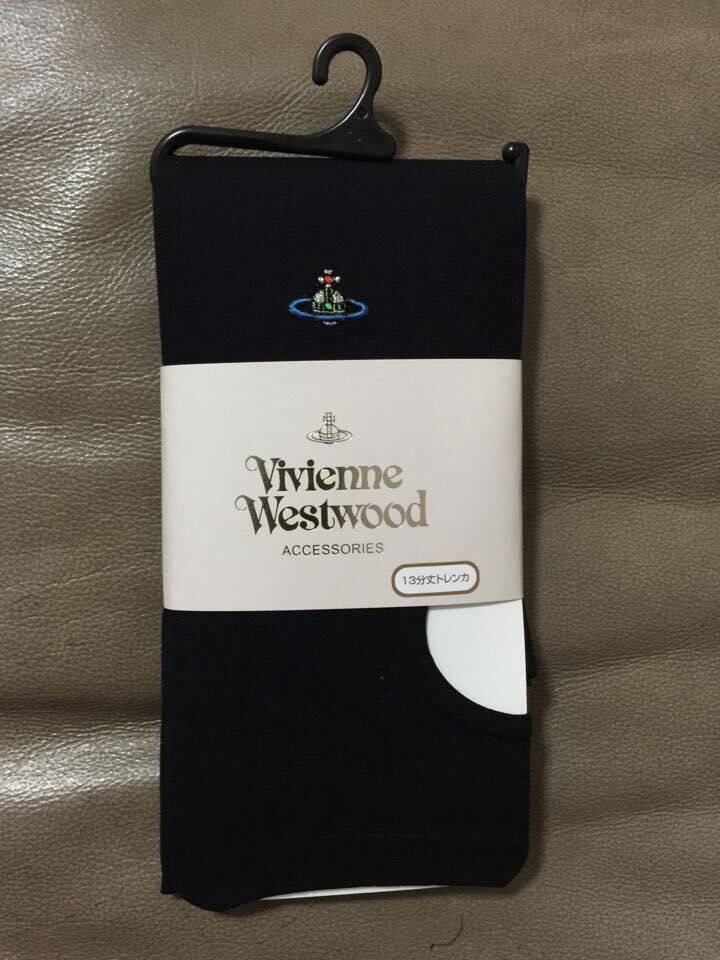 Vivienne
Westwood
ACCESSORIES
13分丈トレンカ